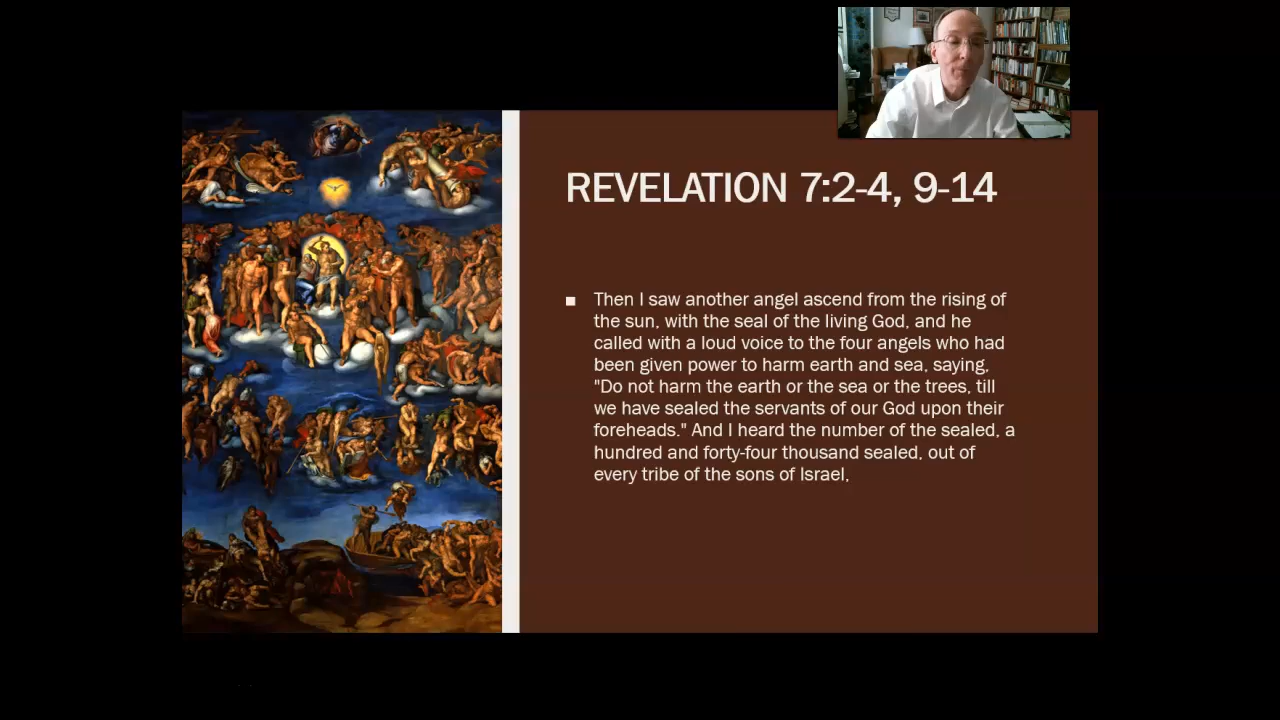 REVELATION 7:2-4, 9-14
Then I saw another angel ascend from the rising of
the sun, with the seal of the living God, and he
called with a loud voice to the four angels who had
been given power to harm earth and sea, saying,
"Do not harm the earth or the sea or the trees, till
we have sealed the servants of our God upon their
foreheads." And I heard the number of the sealed, a
hundred and forty-four thousand sealed, out of
every tribe of the sons of Israel,